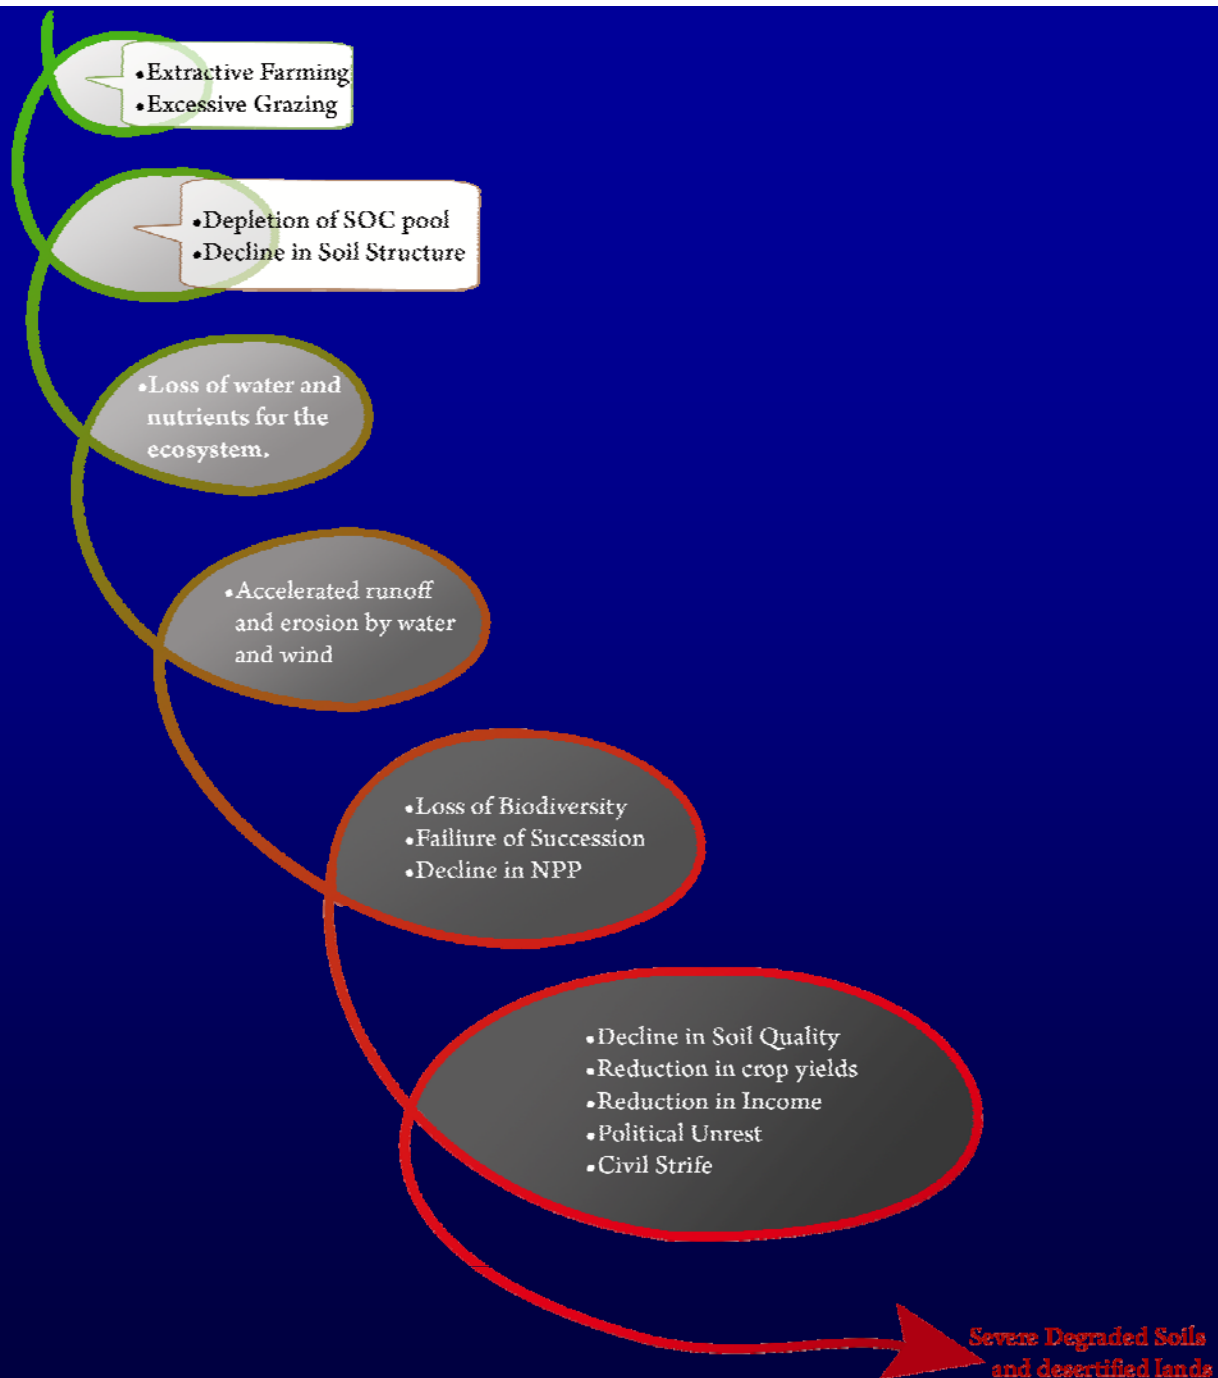 •Extractive Farming
•Excessive Grazing
•Depletion of SOC pool
•Decline in Soil Structure
•Loss of water and
nutrients for the
ecosystem.
•Accelerated runoff
and erosion by water
and wind
•Loss of Biodiversity
•Failiure of Succession
•Decline in NPP
•Decline in Soil Quality
•Reduction in crop yields
•Reduction in Income
•Political Unrest
•Civil Strife
Severe Degraded Soils
and desertified lands